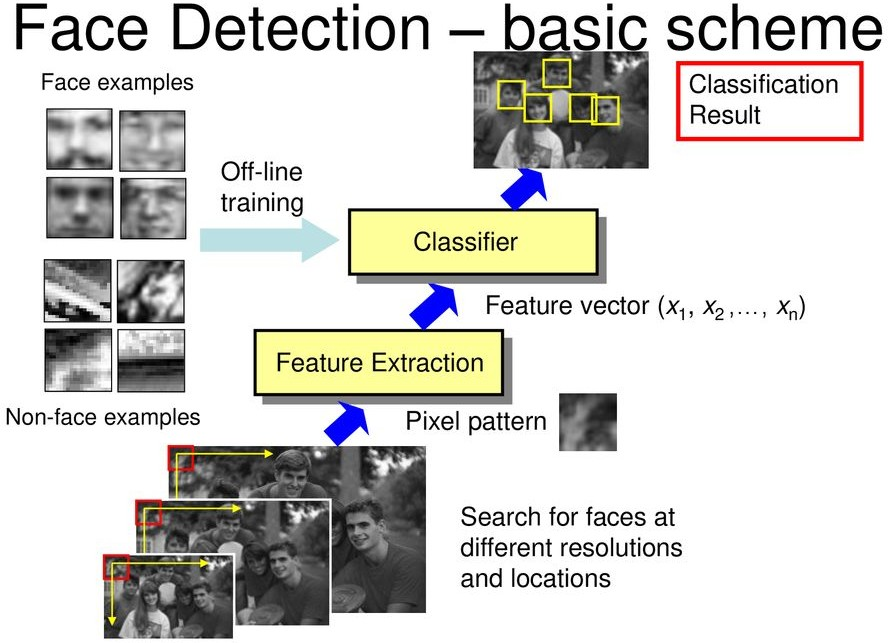 Face Detection – basic scheme
Face examples
Classification
Result
Off-line
training
Classifier
Feature vector (x1, x2 ,…, xn)
Feature Extraction
Non-face examples
Pixel pattern
Search for faces at
different resolutions
and locations